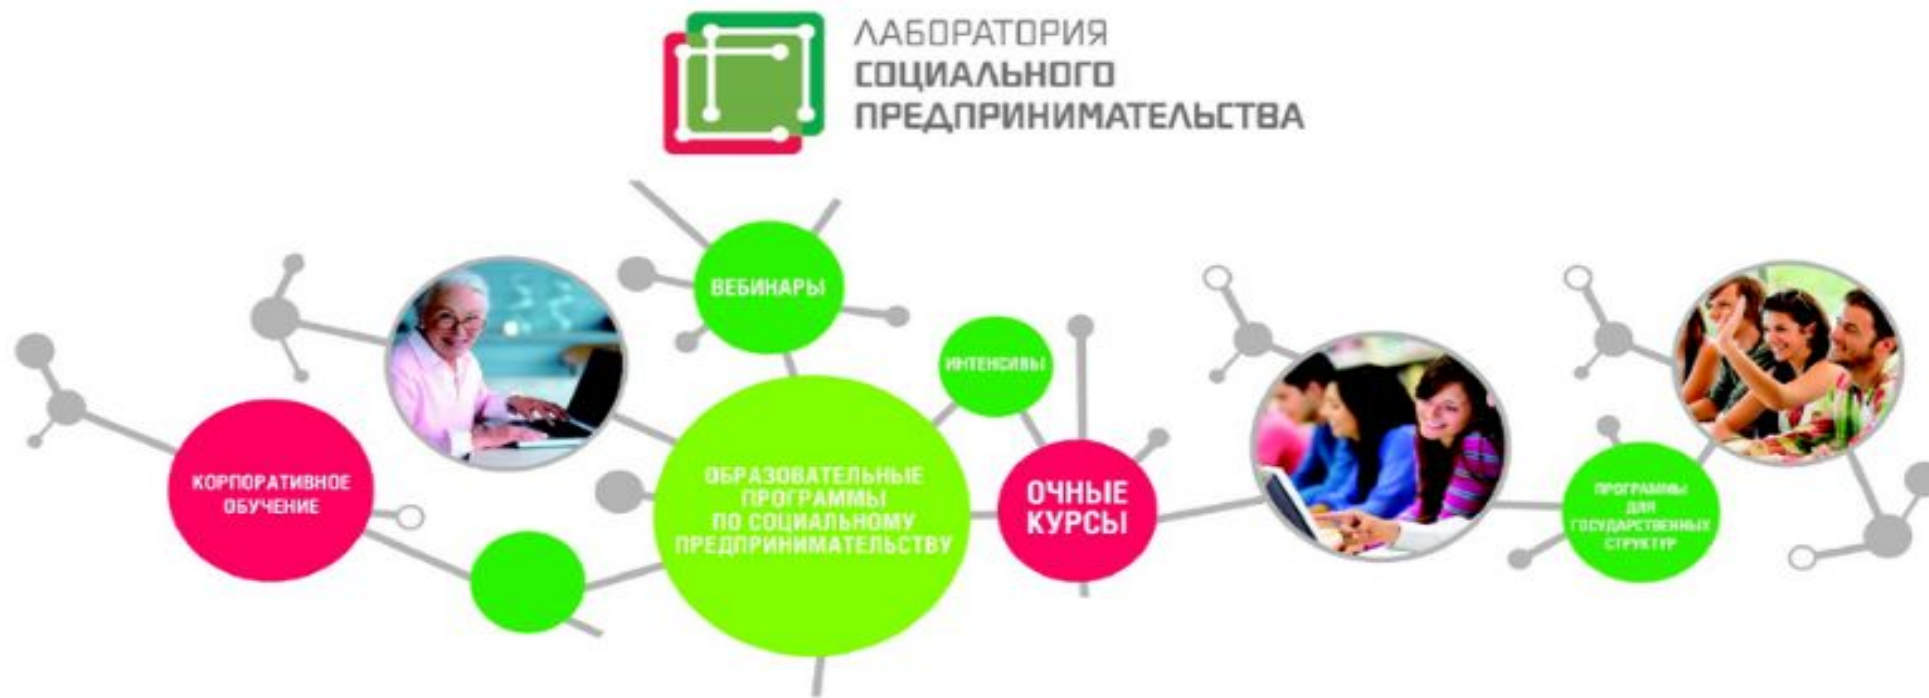 ЛАБОРАТОРИЯ
СОЦИАЛЬНОГО
ПРЕДПРИНИМАТЕЛЬСТВА
ВЕБИНАРЫ
ИНТЕНСИВЫ
КОРПОРАТИВНОЕ
ОБУЧЕНИЕ
ОБРАЗОВАТЕЛЬНЫЕ
ПРОГРАММЫ
ПО СОЦИАЛЬНОМУ
ПРЕДПРИНИМАТЕЛЬСТВУ
ОЧНЫЕ
КУРСЫ
ПРОГРАММЫ
ДЛЯ
ГОСУДАРСТВЕННЫХ
СТРУКТУР